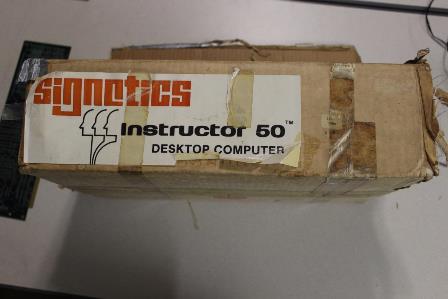 signetics
Instructor 50™
DESKTOP COMPUTER